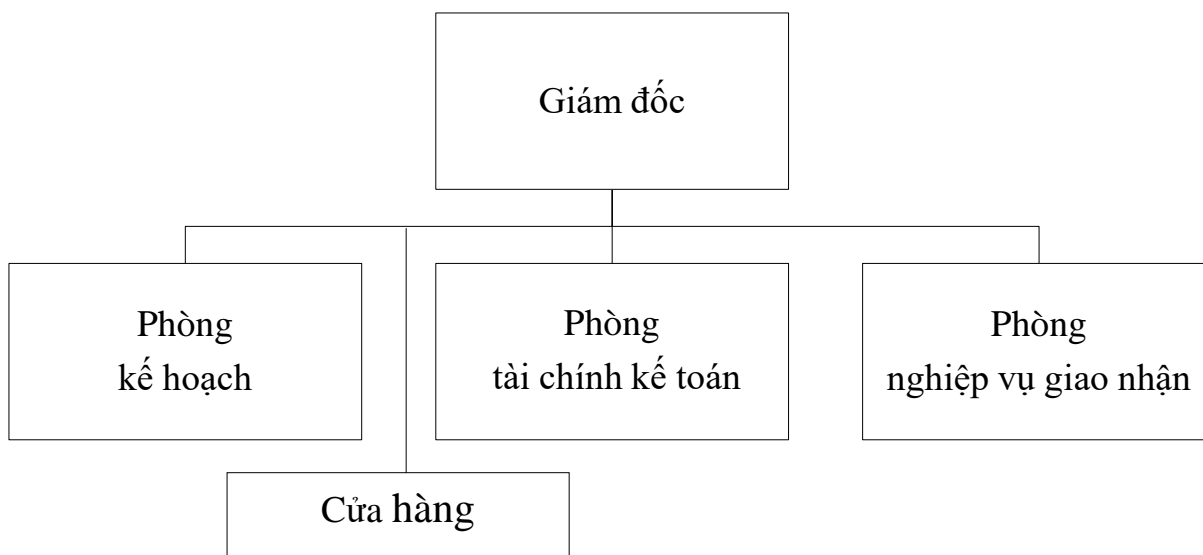 Giám đốc
Phòng
kế hoạch
Phòng
tài chính kế toán
Phòng
nghiệp vụ giao nhận
Cửa hàng